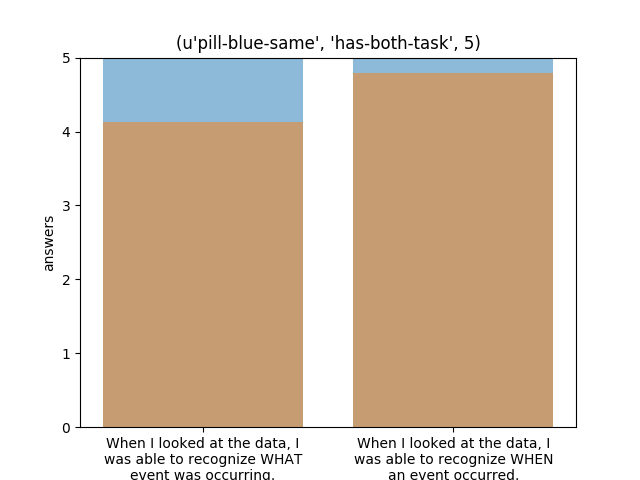 (u'pill-blue-same', 'has-both-task', 5)
5
4
3
2
1
0
answers
When I looked at the data, I
was able to recognize WHAT
event was occurring.
When I looked at the data, I
was able to recognize WHEN
an event occurred.